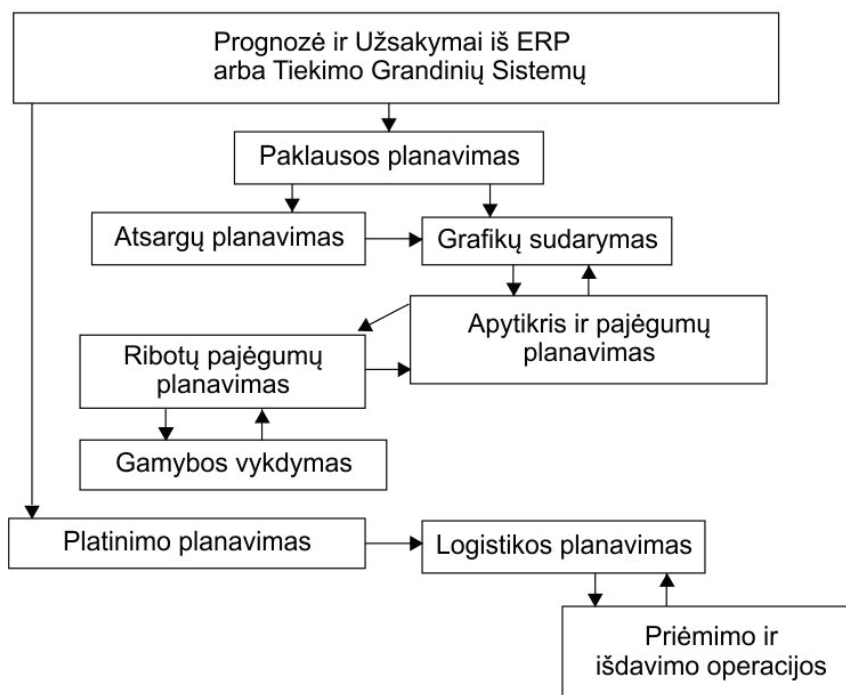 Prognozė ir Užsakymai iš ERP
arba Tiekimo Grandinių Sistemų
Paklausos planavimas
Atsargų planavimas
Grafikų sudarymas
Apytikris ir pajėgumų
planavimas
Ribotų pajėgumų
planavimas
Gamybos vykdymas
Platinimo planavimas
Logistikos planavimas
Priėmimo ir
išdavimo operacijos